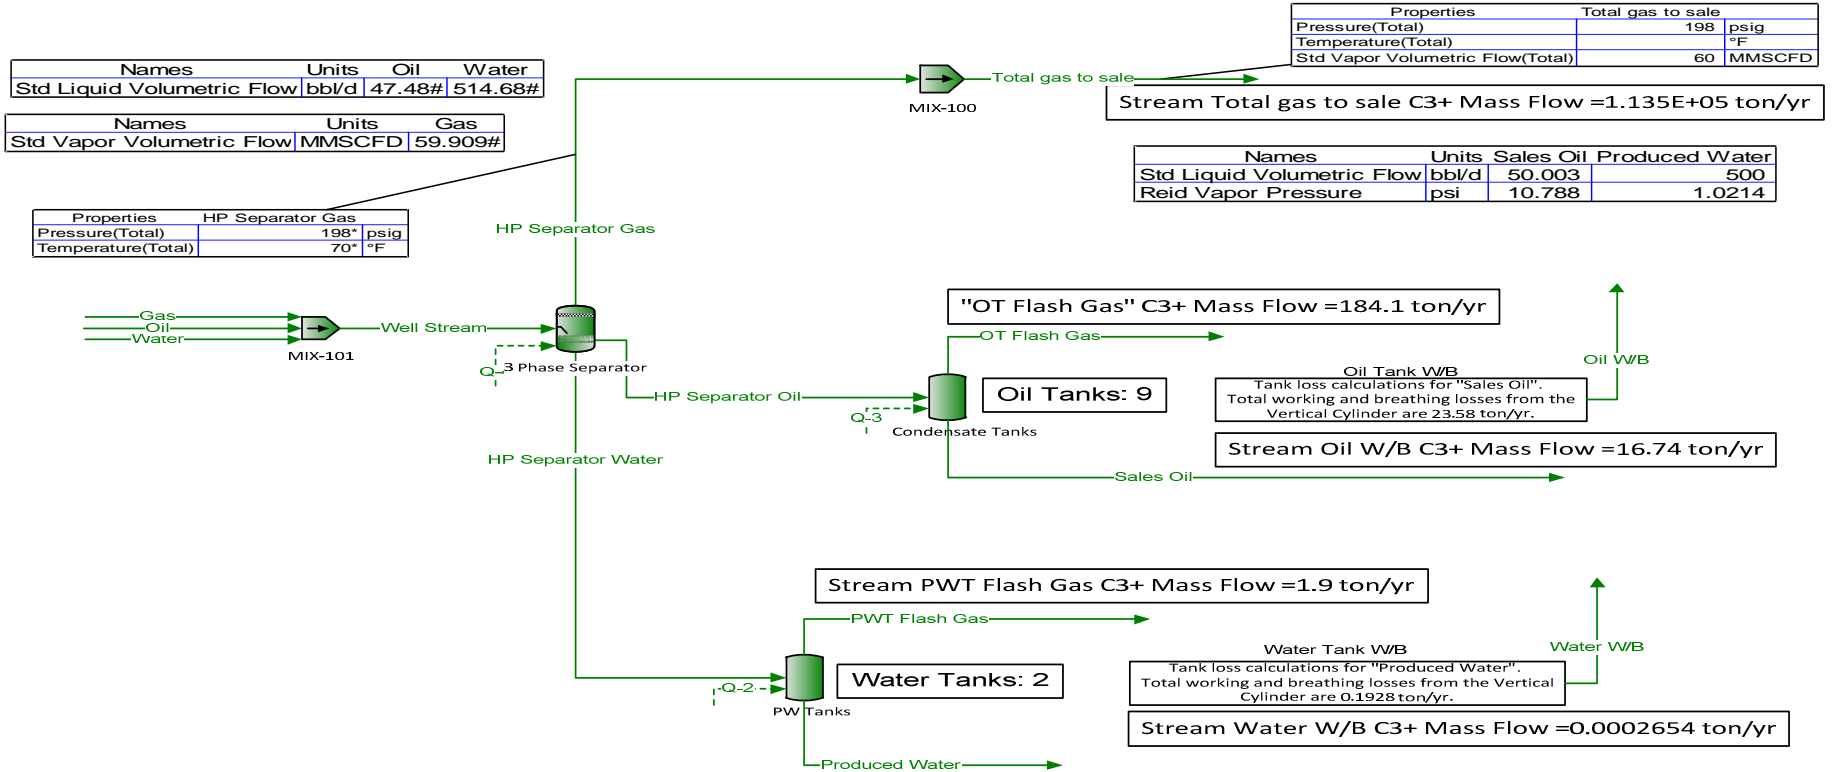 Properties Total gas to sale
Pressure(Total) 198 psig
Temperature(Total) °F
Std Vapor Volumetric Flow(Total) 60 MMSCFD
Names Units Oil Water
Std Liquid Volumetric Flow bbl/d 47.48# 514.68#
Total gas to sale
MIX-100
Stream Total gas to sale C3+ Mass Flow =1.135E+05 ton/yr
Names Units Gas
Std Vapor Volumetric Flow MMSCFD 59.909#
Names Units Sales Oil Produced Water
Std Liquid Volumetric Flow bbl/d 50.003 500
Reid Vapor Pressure psi 10.788 1.0214
Properties HP Separator Gas
Pressure(Total) 198* psig
Temperature(Total) 70* °F
HP Separator Gas
"OT Flash Gas" C3+ Mass Flow =184.1 ton/yr
Gas
Oil
Water
MIX-101
Well Stream
Q-
3 Phase Separator
OT Flash Gas
Oil W/B
HP Separator Oil
Q-3
Condensate Tanks
Oil Tanks: 9
Oil Tank W/B
Tank loss calculations for "Sales Oil".
Total working and breathing losses from the
Vertical Cylinder are 23.58 ton/yr.
Stream Oil W/B C3+ Mass Flow =16.74 ton/yr
HP Separator Water
Sales Oil
Stream PWT Flash Gas C3+ Mass Flow =1.9 ton/yr
PWT Flash Gas
Water W/B
Water Tank W/B
Q-2
PW Tanks
Water Tanks: 2
Tank loss calculations for "Produced Water".
Total working and breathing losses from the Vertical
Cylinder are 0.1928 ton/yr.
Stream Water W/B C3+ Mass Flow =0.0002654 ton/yr
Produced Water